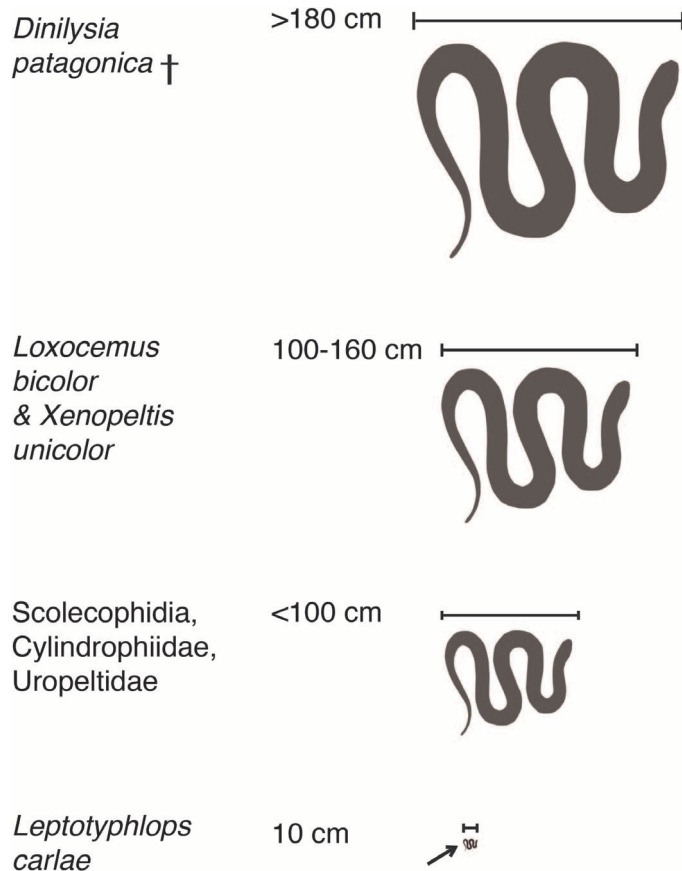 Dinilysia
patagonica †
>180 cm
Loxocemus
bicolor
& Xenopeltis
unicolor
100-160 cm
Scolecophidia,
Cylindrophiidae,
Uropeltidae
<100 cm
Leptotyphlops
carlae
10 cm